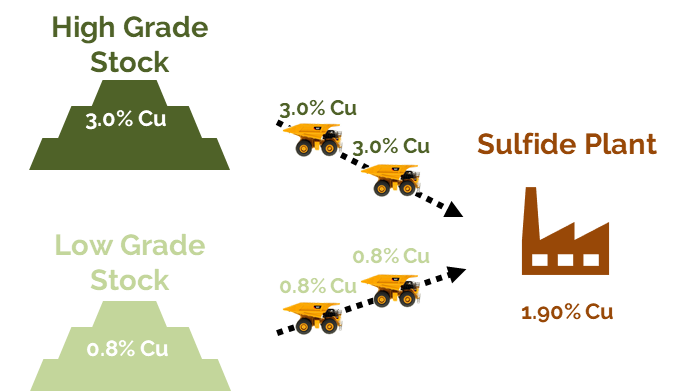 High Grade
Stock
3.0% Cu
3.0% Cu
3.0% Cu
Sulfide Plant
Low Grade
Stock
0.8% Cu
0.8% Cu
0.8% Cu
1.90% Cu